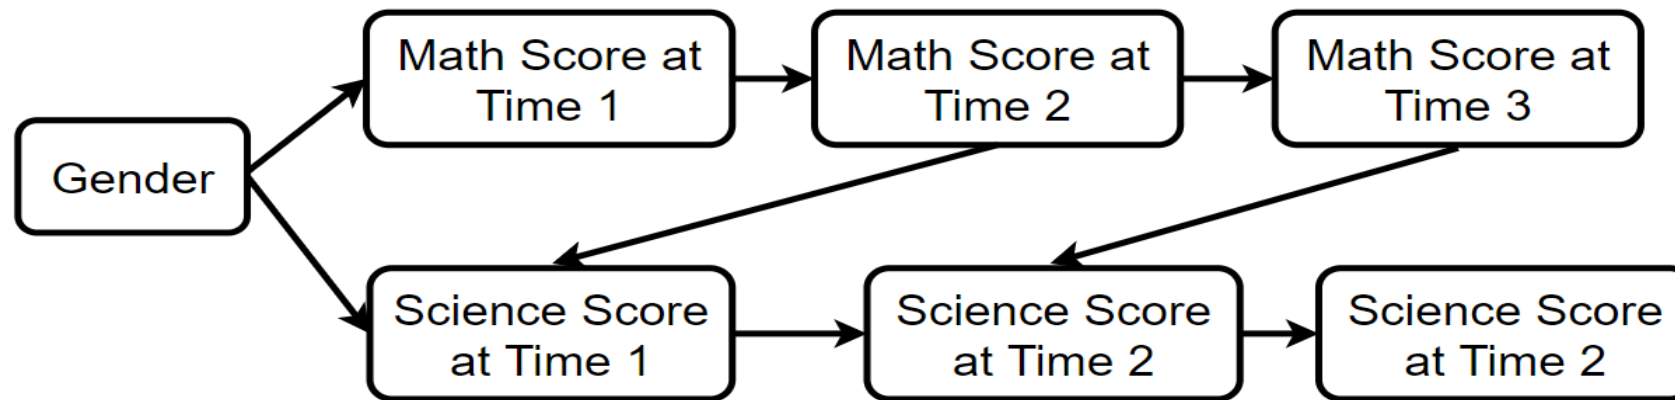 Math Score at
Time 1
Math Score at
Time 2
Math Score at
Time 3
Gender
Science Score
at Time 1
Science Score
at Time 2
Science Score
at Time 2